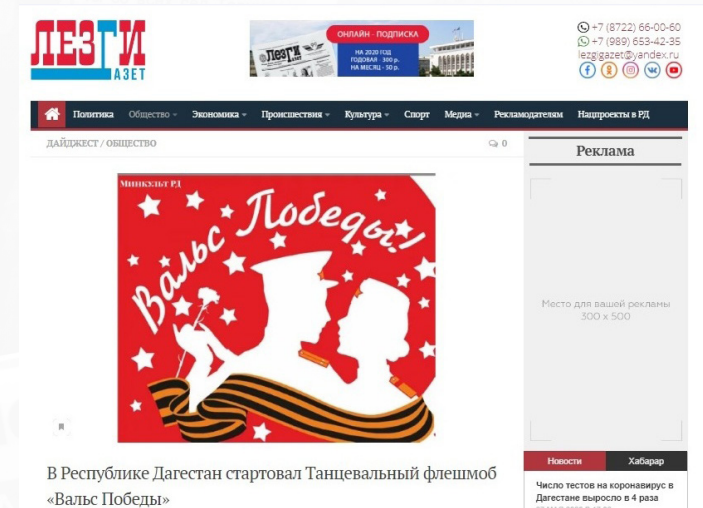 ЛЕЗГИ
АЗЕТ
ОНЛАЙН - ПОДПИСКА
ЛЕЗГИ
НА 2020 ГОД
ГОДОВАЯ - 300 р.
НА МЕСЯЦ - 50 р.
+7 (8722) 66-00-60
+7 (989) 653-42-35
lezgigazet@yandex.ru
Политика Общество Экономика Происшествия Культура Спорт Медиа Рекламодателям Нацпроекты в РД
ДАЙДЖЕСТ / ОБЩЕСТВО 0
Реклама
МИНКУЛЬТ РД
Вальс Победы!
Место для вашей рекламы
300 x 500
В Республике Дагестан стартовал Танцевальный флешмоб
«Вальс Победы»
Новости Хабарар
Число тестов на коронавирус в
Дагестане выросло в 4 раза